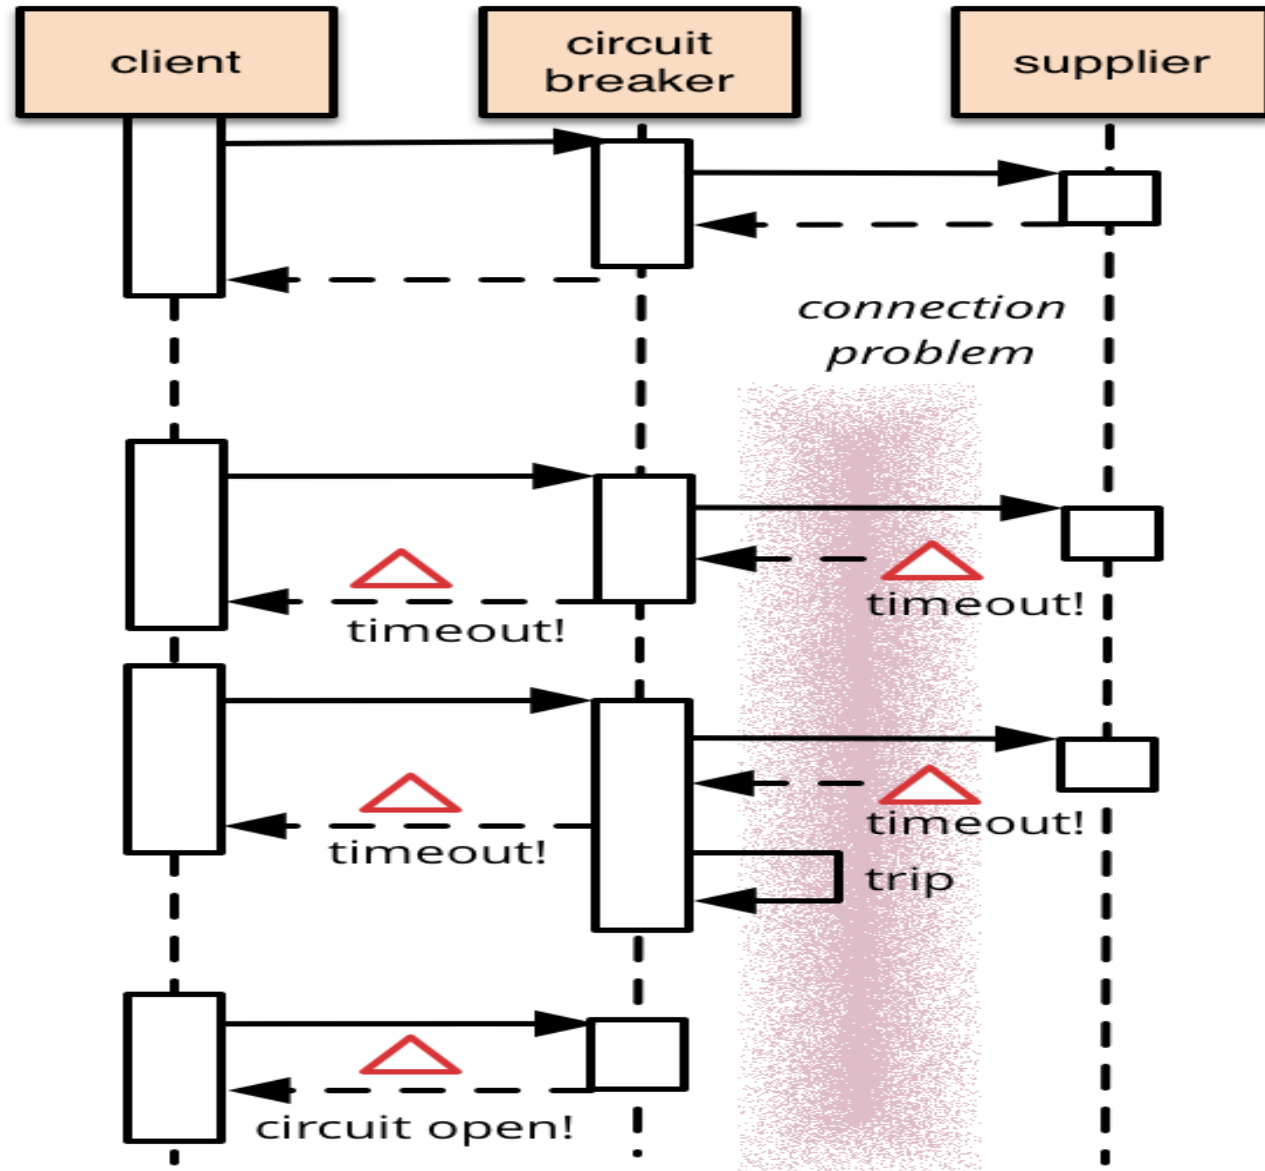 client
circuit
breaker
supplier
connection
problem
timeout!
timeout!
timeout!
timeout!
trip
circuit open!